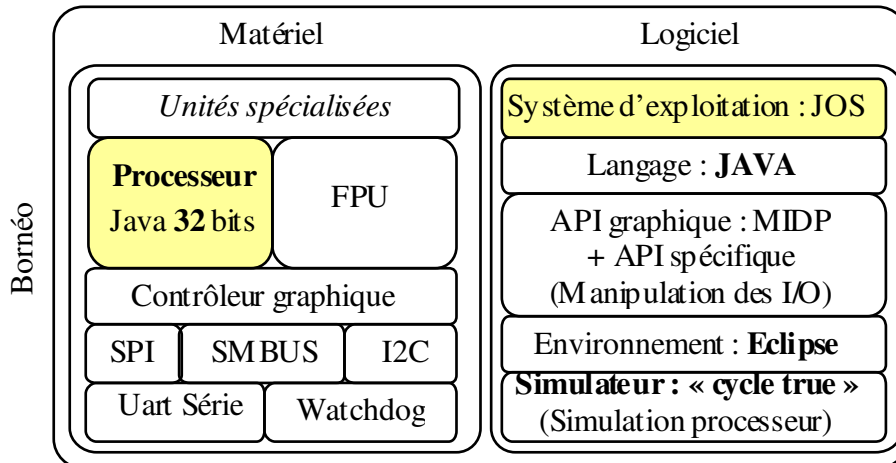 Matériel
Logiciel
Bornéo
Unités spécialisées
Processeur
Java 32 bits
FPU
Contrôleur graphique
SPI
SMBUS
I2C
Uart Série
Watchdog
Système d'exploitation : JOS
Langage : JAVA
API graphique : MIDP
+ API spécifique
(Manipulation des I/O)
Environnement : Eclipse
Simulateur : « cycle true »
(Simulation processeur)